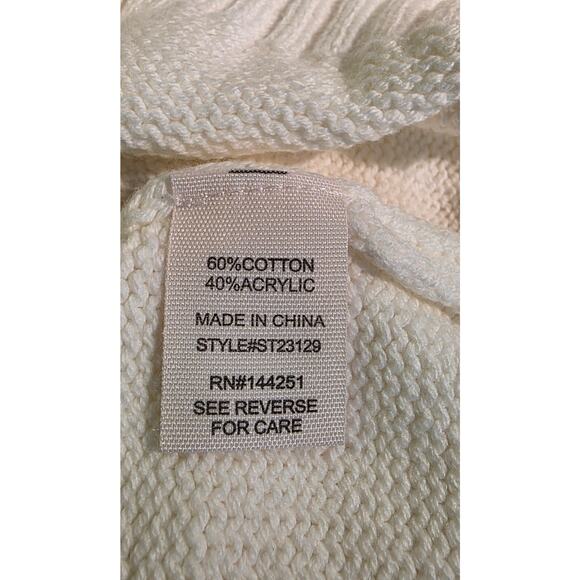 60%COTTON
40%ACRYLIC
MADE IN CHINA
STYLE#ST23129
RN#144251
SEE REVERSE
FOR CARE